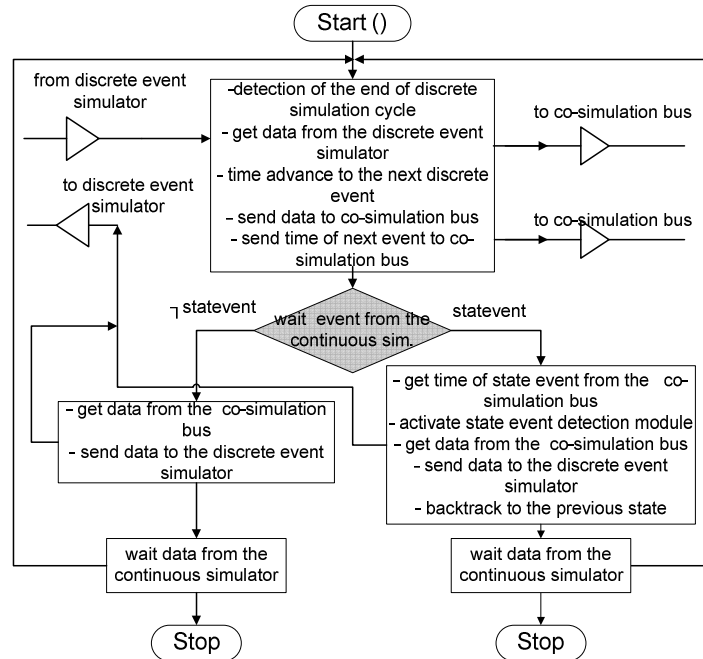 Start ()
from discrete event
simulator
-detection of the end of discrete
simulation cycle
- get data from the discrete event
simulator
- time advance to the next discrete
event
- send data to co-simulation bus
- send time of next event to co-
simulation bus
to co-simulation bus
to discrete event
simulator
to co-simulation bus
¬statevent
wait event from the
continuous sim.
statevent
- get data from the co-simulation
bus
- send data to the discrete event
simulator
- get time of state event from the co-
simulation bus
- activate state event detection module
- get data from the co-simulation bus
- send data to the discrete event
simulator
- backtrack to the previous state
wait data from the
continuous simulator
wait data from the
continuous simulator
Stop
Stop